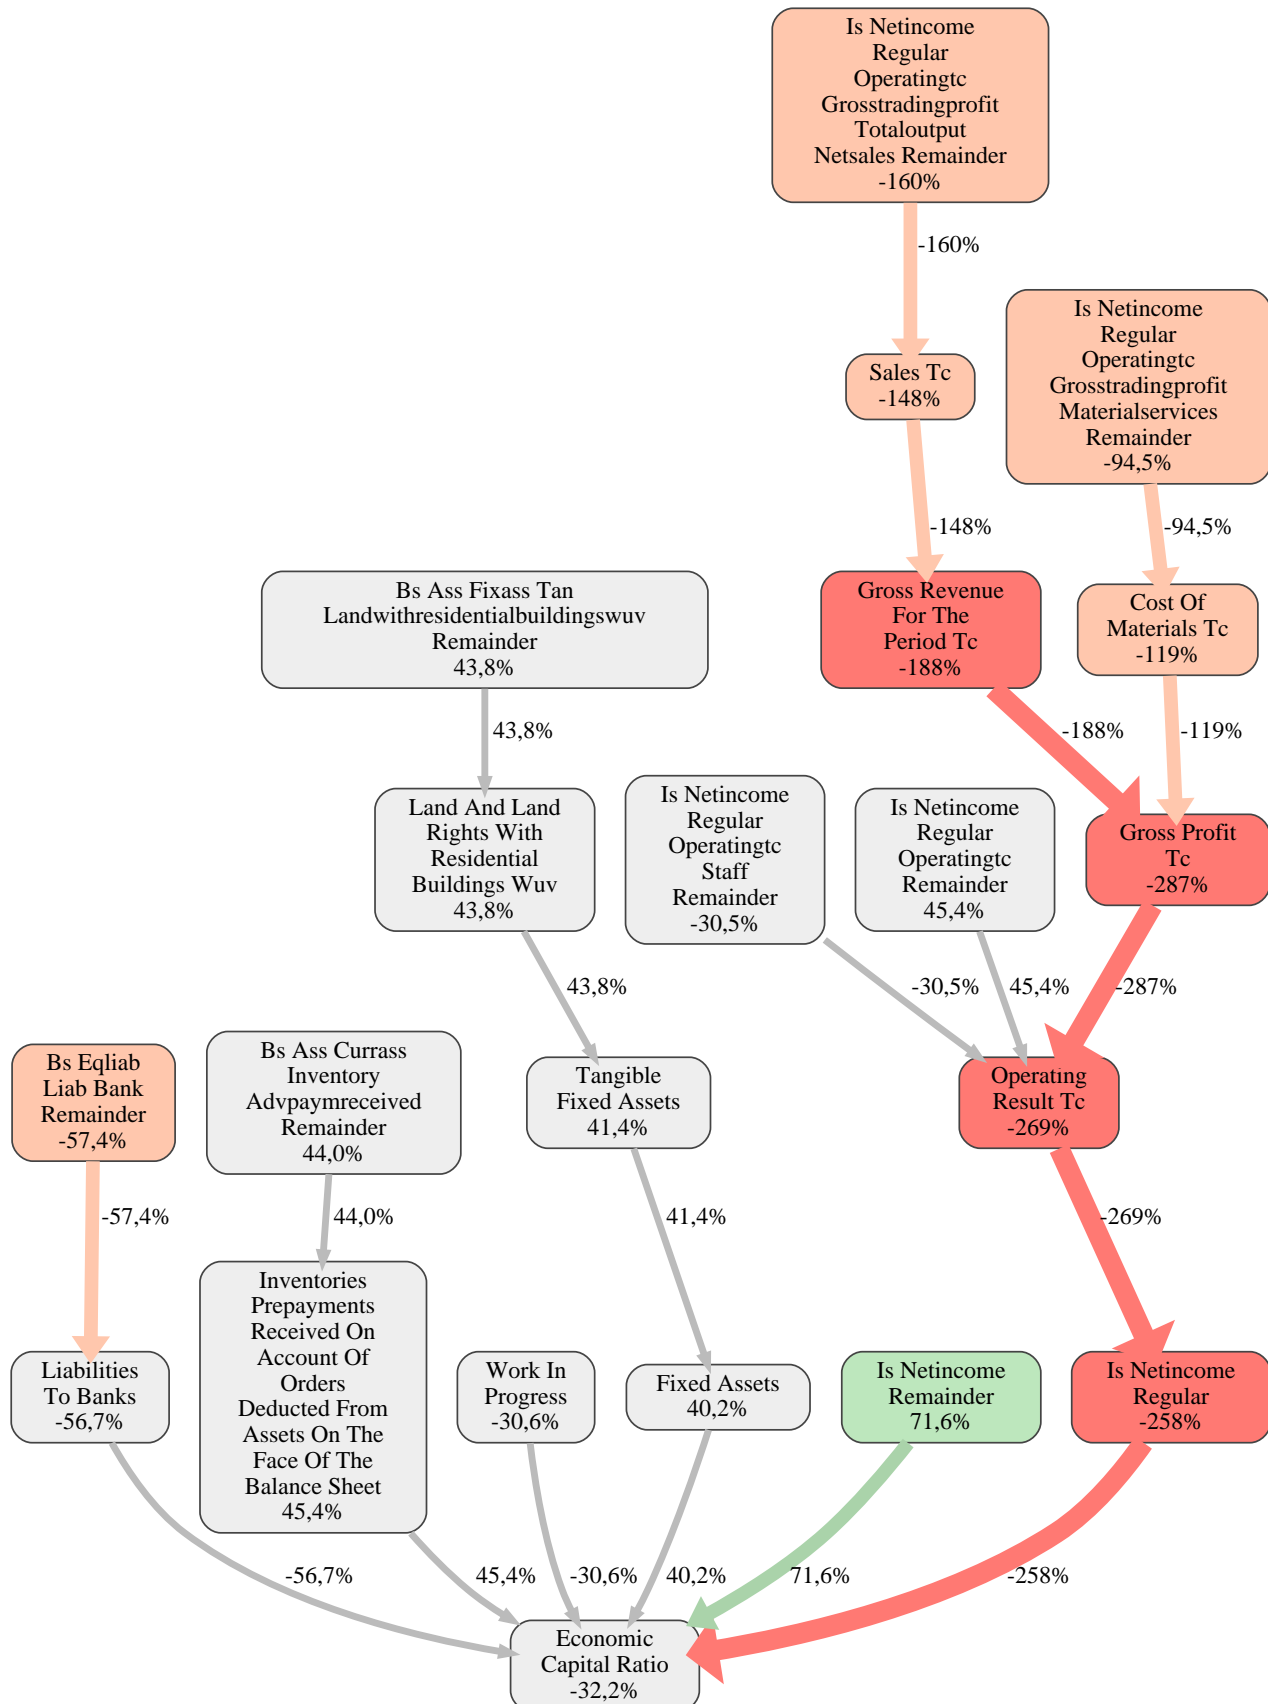 Is Netincome
Regular
Operatingtc
Grosstradingprofit
Totaloutput
Netsales Remainder
-160%
-160%
Is Netincome
Regular
Operatingtc
Grosstradingprofit
Materialservices
Remainder
-94,5%
Sales Tc
-148%
-148%
-94,5%
Bs Ass Fixass Tan
Landwithresidentialbuildingswuv
Remainder
43,8%
Gross Revenue
For The
Period Tc
-188%
Cost Of
Materials Tc
-119%
43,8%
-188%
-119%
Land And Land
Rights With
Residential
Buildings Wuv
43,8%
Is Netincome
Regular
Operatingtc
Staff
Remainder
-30,5%
Is Netincome
Regular
Operatingtc
Remainder
45,4%
Gross Profit
Tc
-287%
43,8%
-30,5%
45,4%
-287%
Bs Eqliab
Liab Bank
Remainder
-57,4%
Bs Ass Currass
Inventory
Advpaymreceived
Remainder
44,0%
Tangible
Fixed Assets
41,4%
Operating
Result Tc
-269%
-57,4%
44,0%
41,4%
-269%
Liabilities
To Banks
-56,7%
Inventories
Prepayments
Received On
Account Of
Orders
Deducted From
Assets On The
Face Of The
Balance Sheet
45,4%
Work In
Progress
-30,6%
Fixed Assets
40,2%
Is Netincome
Remainder
71,6%
Is Netincome
Regular
-258%
-56,7%
45,4%
-30,6%
40,2%
71,6%
-258%
Economic
Capital Ratio
-32,2%